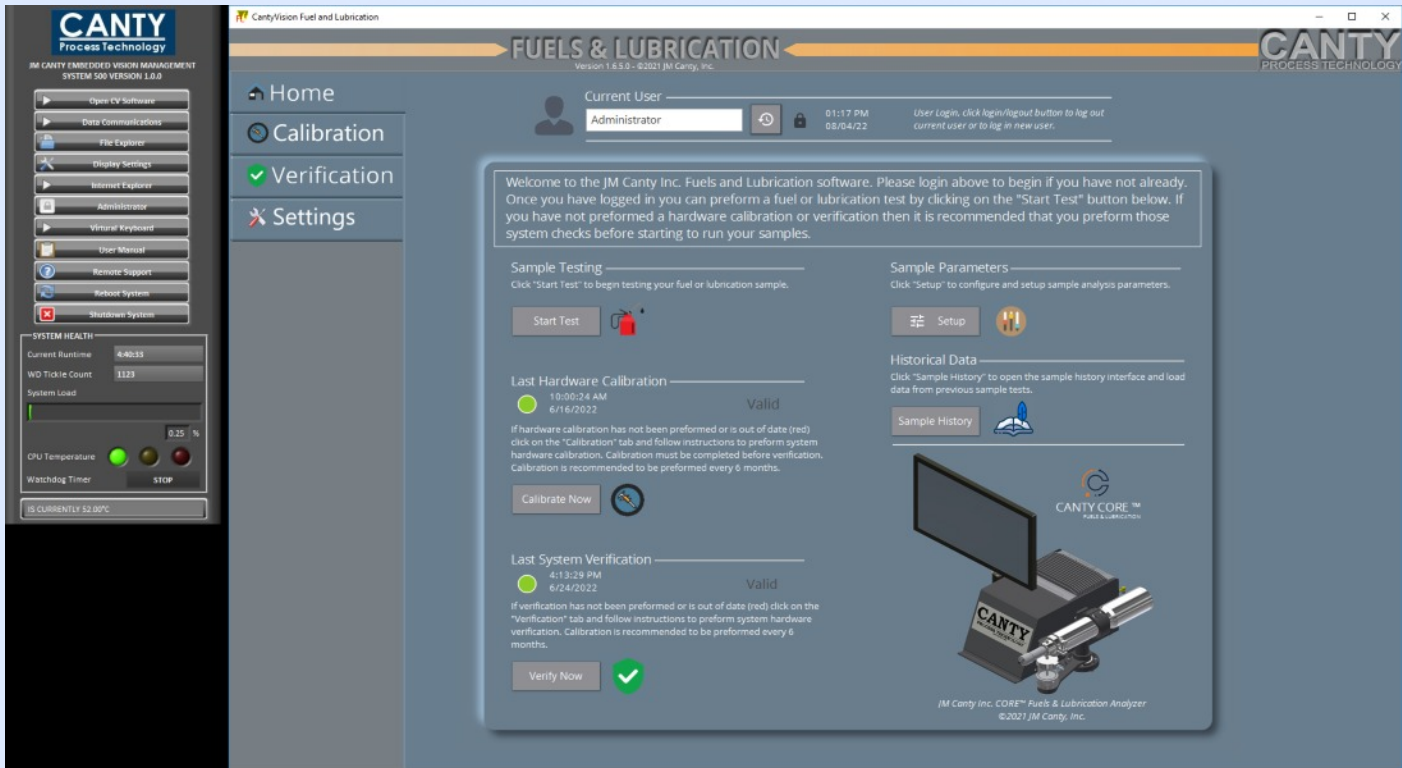 CANTY
Process Technology
JM CANTY EMBEDDED VISION MANAGEMENT
SYSTEM 500 VERSION 1.0.0
Open CV Software
Data Communications
File Explorer
Display Settings
Internet Explorer
Administrator
Virtural Keyboard
User Manual
Remote Support
Reboot System
Shutdown System
SYSTEM HEALTH
Current Runtime 4:40:33
WD Tickle Count 1123
System Load
0.25 %
CPU Temperature
Watchdog Timer STOP
IS CURRENTLY 52.00°C
CantyVision Fuel and Lubrication
FUELS & LUBRICATION
Version 1.6.5.0 - ©2021 JM Canty, Inc.
CANTY
PROCESS TECHNOLOGY
Home
Calibration
Verification
Settings
Current User
Administrator
01:17 PM
08/04/22
User Login, click login/logout button to log out
current user or to log in new user.
Welcome to the JM Canty Inc. Fuels and Lubrication software. Please login above to begin if you have not already.
Once you have logged in you can preform a fuel or lubrication test by clicking on the "Start Test" button below. If
you have not preformed a hardware calibration or verification then it is recommended that you preform those
system checks before starting to run your samples.
Sample Testing
Click "Start Test" to begin testing your fuel or lubrication sample.
Start Test
Last Hardware Calibration
10:00:24 AM
6/16/2022
Valid
If hardware calibration has not been preformed or is out of date (red)
click on the "Calibration" tab and follow instructions to preform system
hardware calibration. Calibration must be completed before verification.
Calibration is recommended to be preformed every 6 months.
Calibrate Now
Last System Verification
4:13:29 PM
6/24/2022
Valid
If verification has not been preformed or is out of date (red) click on the
"Verification" tab and follow instructions to preform system hardware
verification. Calibration is recommended to be preformed every 6
months.
Verify Now
Sample Parameters
Click "Setup" to configure and setup sample analysis parameters.
Setup
Historical Data
Click "Sample History" to open the sample history interface and load
data from previous sample tests.
Sample History
CANTY CORE ™
FUELS & LUBRICATION
CANTY
JM Canty Inc. CORE™ Fuels & Lubrication Analyzer
©2021 JM Canty, Inc.